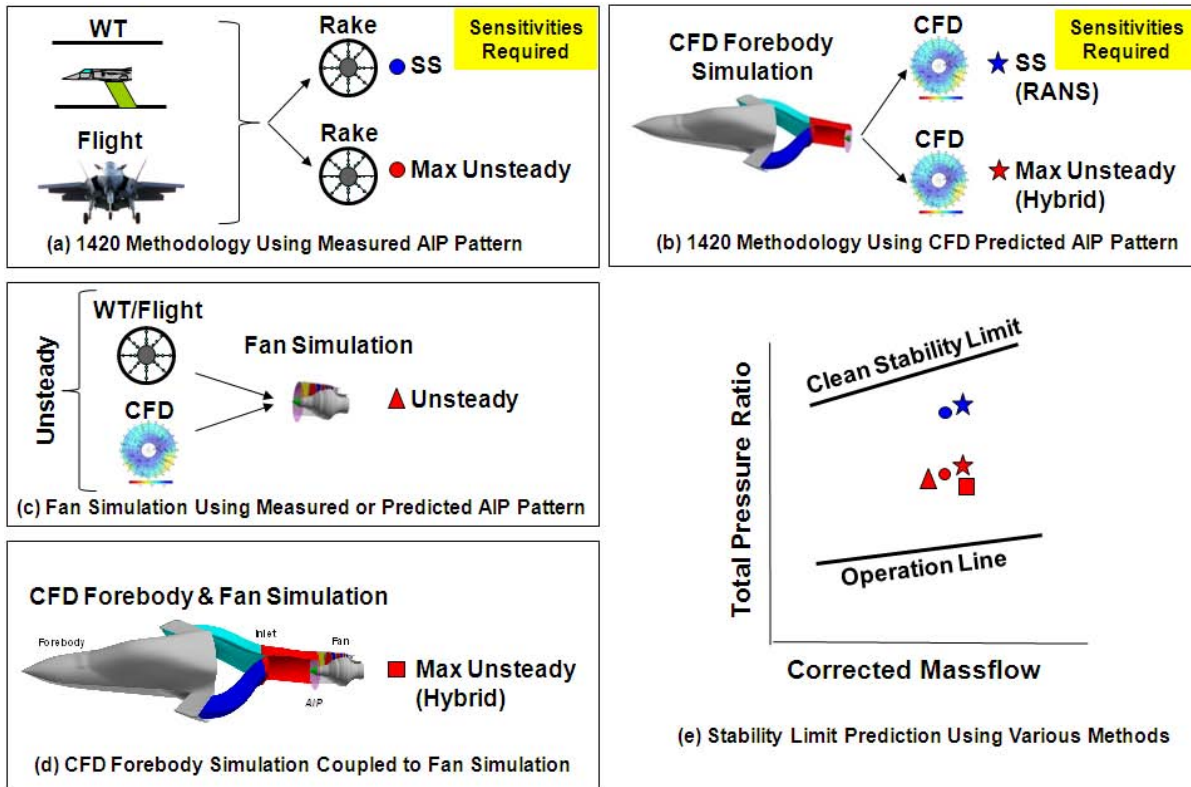 WT
Flight
Rake
SS
Rake
Max Unsteady
Sensitivities
Required
(a) 1420 Methodology Using Measured AIP Pattern
CFD Forebody
Simulation
CFD
SS
(RANS)
CFD
Max Unsteady
(Hybrid)
Sensitivities
Required
(b) 1420 Methodology Using CFD Predicted AIP Pattern
Unsteady
WT/Flight
CFD
Fan Simulation
Unsteady
(c) Fan Simulation Using Measured or Predicted AIP Pattern
CFD Forebody & Fan Simulation
Forebody
Inlet
Fan
AIP
Max Unsteady
(Hybrid)
(d) CFD Forebody Simulation Coupled to Fan Simulation
Total Pressure Ratio
Clean Stability Limit
Operation Line
Corrected Massflow
(e) Stability Limit Prediction Using Various Methods